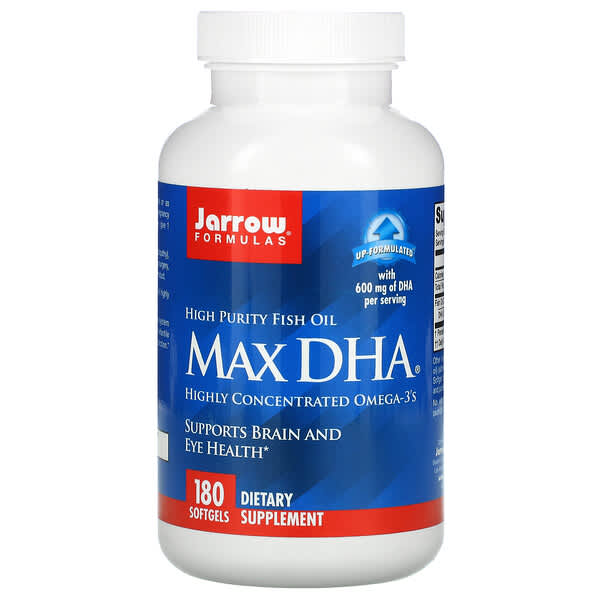 Jarrow
FORMULAS®
UP-FORMULATED
with
600 mg of DHA
per serving
HIGH PURITY FISH OIL
MAX DHA®
HIGHLY CONCENTRATED OMEGA-3'S
SUPPORTS BRAIN AND
EYE HEALTH*
180
SOFTGELS
DIETARY
SUPPLEMENT